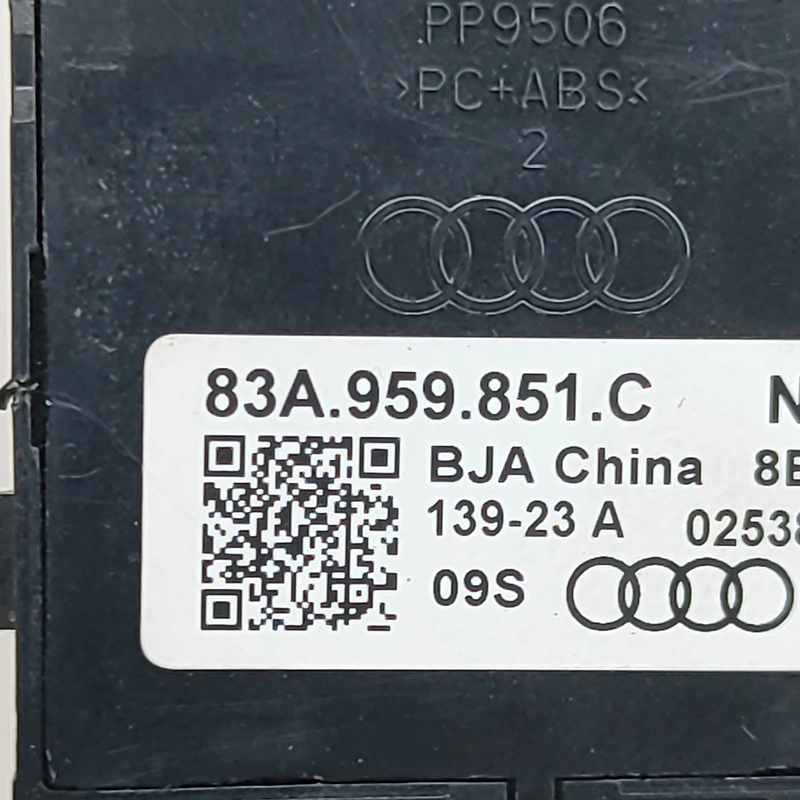 PP9506
>PC+ABS<
2
83A.959.851.C
BJA China
139-23 A
09S